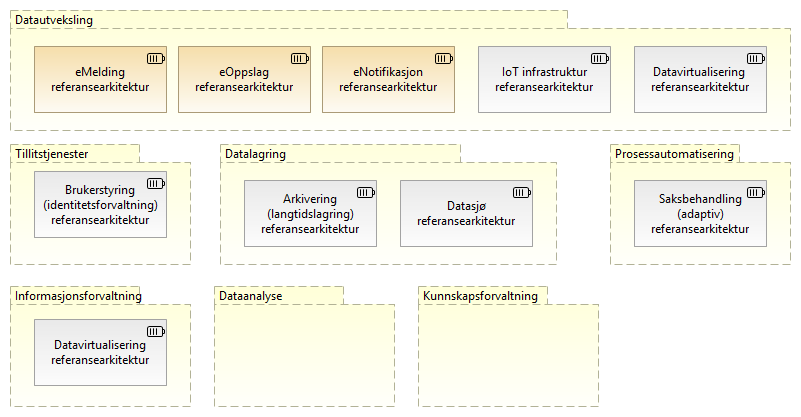 Datautveksling
eMelding
referansearkitektur
eOppslag
referansearkitektur
eNotifikasjon
referansearkitektur
IoT infrastruktur
referansearkitektur
Datavirtualisering
referansearkitektur
Tillitstjenester
Brukerstyring
(identitetsforvaltning)
referansearkitektur
Datalagring
Arkivering
(langtidslagring)
referansearkitektur
Datasjø
referansearkitektur
Prosessautomatisering
Saksbehandling
(adaptiv)
referansearkitektur
Informasjonsforvaltning
Datavirtualisering
referansearkitektur
Dataanalyse
Kunnskapsforvaltning